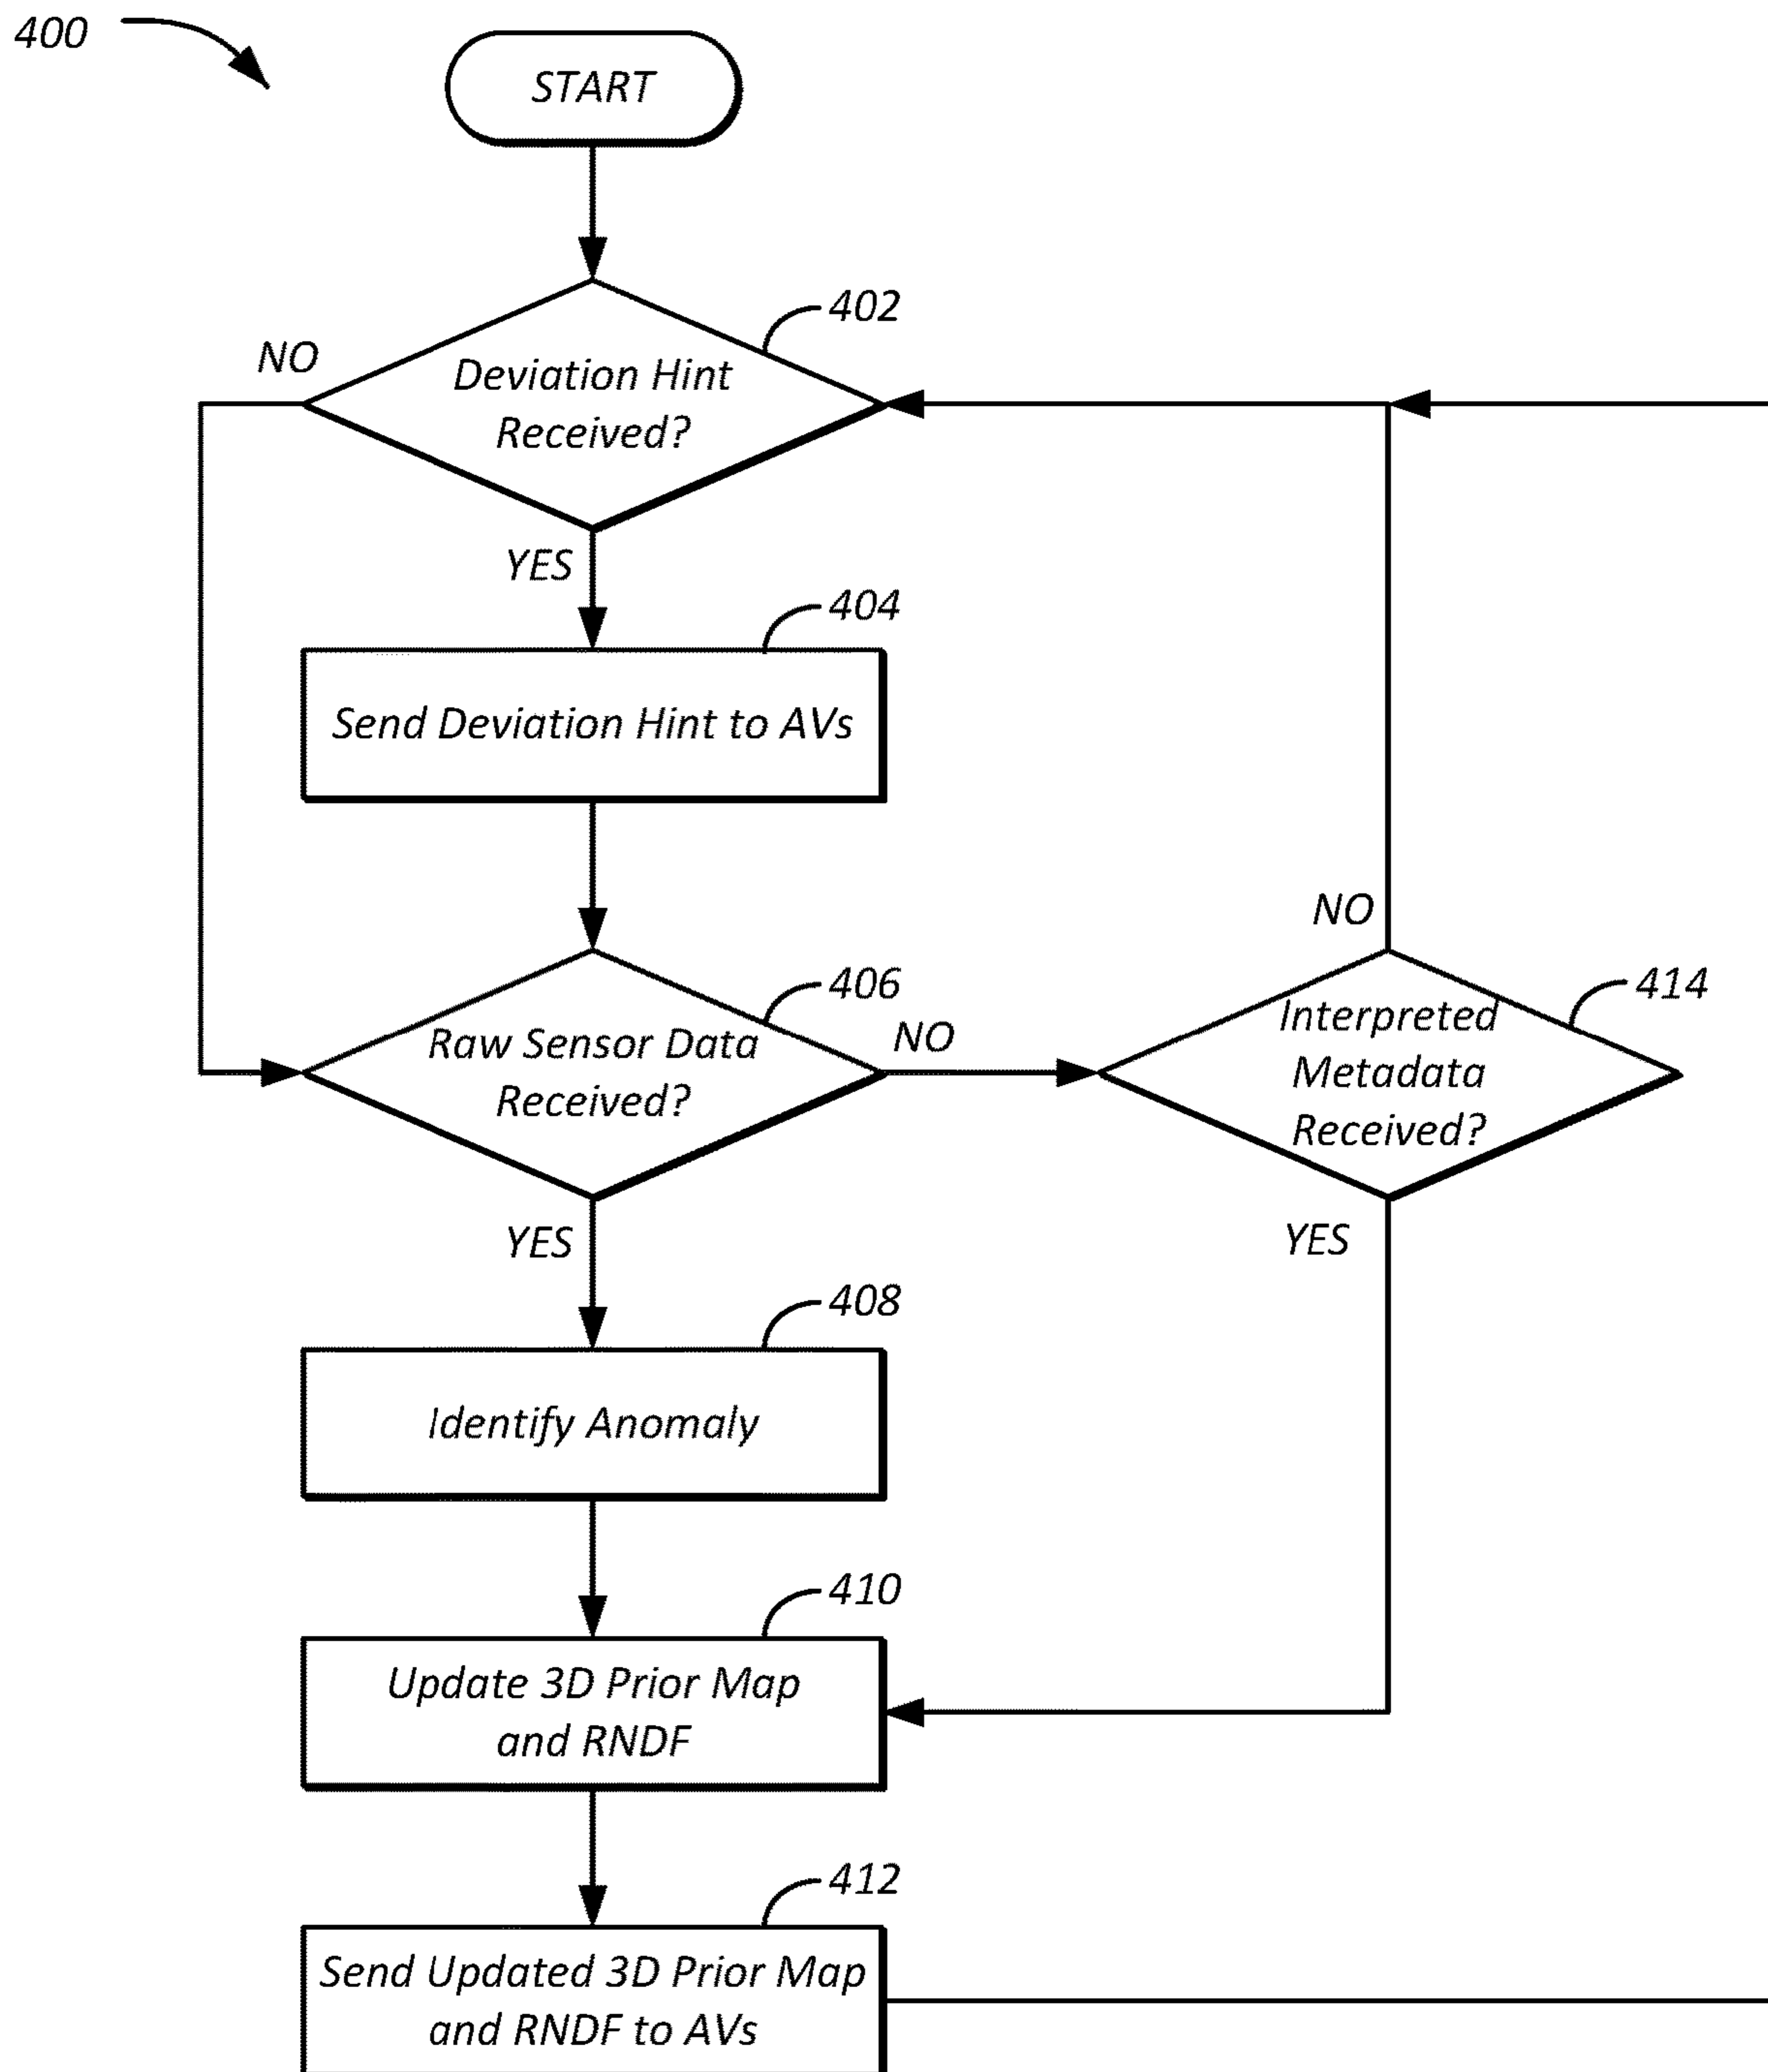 400
START
402
NO
Deviation Hint
Received?
YES
404
Send Deviation Hint to AVs
406
NO
Raw Sensor Data
Received?
NO
414
Interpreted
Metadata
Received?
YES
YES
408
Identify Anomaly
410
Update 3D Prior Map
and RNDF
412
Send Updated 3D Prior Map
and RNDF to AVs